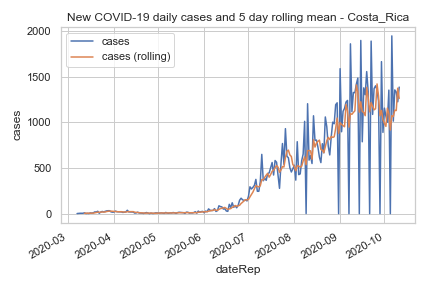 New COVID-19 daily cases and 5 day rolling mean - Costa_Rica
2000
1500
1000
500
0
cases
cases
cases (rolling)
2020-03
2020-04
2020-05
2020-06
2020-07
2020-08
2020-09
2020-10
dateRep